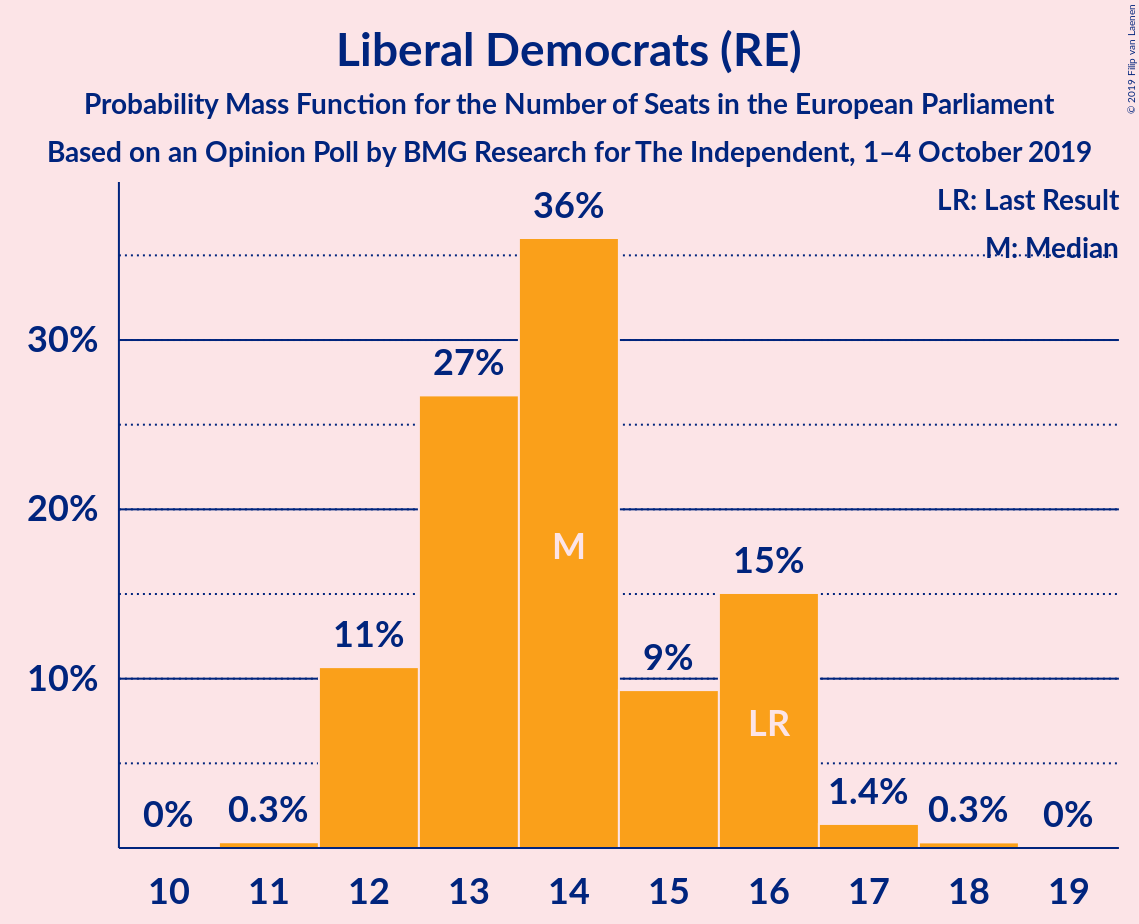 Liberal Democrats (RE)
Probability Mass Function for the Number of Seats in the European Parliament
Based on an Opinion Poll by BMG Research for The Independent, 1–4 October 2019
© 2019 Filip van Laenen
LR: Last Result
M: Median
36%
30%
27%
20%
M
15%
11%
9%
10%
LR
0%
0.3%
1.4%
0.3%
0%
10 11 12 13 14 15 16 17 18 19